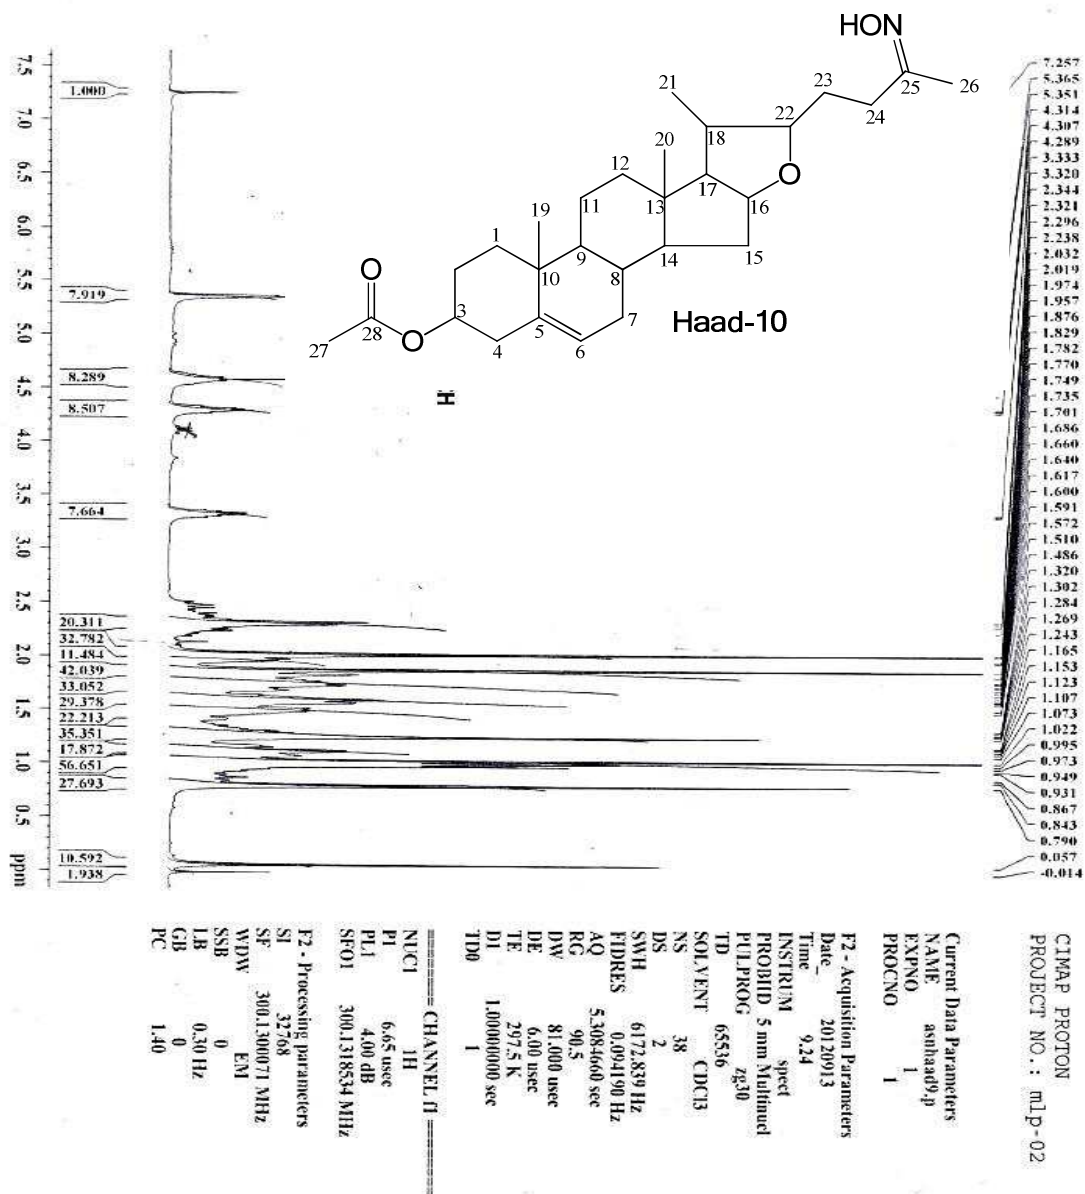 HON
21
23
25
26
22
24
20
18
12
O
13
17
19
11
16
1
O
9
14
15
10
8
3
28
Haad-10
7
5
O
27
4
6
H
7.5
7.0
6.5
6.0
5.5
5.0
4.5
4.0
3.5
3.0
2.5
2.0
1.5
1.0
0.5
ppm
1.000
7.919
8.289
8.507
7.664
20.311
32.782
11.484
42.039
33.052
29.378
22.213
35.351
17.872
56.651
27.693
10.592
1.938
7.257
5.365
5.351
4.314
4.307
4.289
3.333
3.320
2.344
2.321
2.296
2.238
2.032
2.019
1.974
1.957
1.876
1.829
1.782
1.770
1.749
1.735
1.701
1.686
1.660
1.640
1.617
1.600
1.591
1.572
1.510
1.486
1.320
1.302
1.284
1.269
1.243
1.165
1.153
1.123
1.107
1.073
1.022
0.995
0.973
0.949
0.931
0.867
0.843
0.790
0.057
-0.014
CIMAP PROTON
PROJECT NO.: mlp-02
Current Data Parameters
NAME asnhaad9.p
EXPNO 1
PROCNO 1
F2 - Acquisition Parameters
Date_ 20120913
Time 9.24
INSTRUM spect
PROBHD 5 mm Multinucl
PULPROG zg30
TD 65536
SOLVENT CDCl3
NS 38
DS 2
SWH 6172.839 Hz
FIDRES 0.094190 Hz
AQ 5.3084660 sec
RG 90.5
DW 81.000 usec
DE 6.00 usec
TE 297.5 K
D1 1.00000000 sec
TD0 1
======== CHANNEL f1 ========
NUC1 1H
P1 6.65 usec
PL1 4.00 dB
SFO1 300.1318534 MHz
F2 - Processing parameters
SI 32768
SF 300.1300071 MHz
WDW EM
SSB 0
LB 0.30 Hz
GB 0
PC 1.40